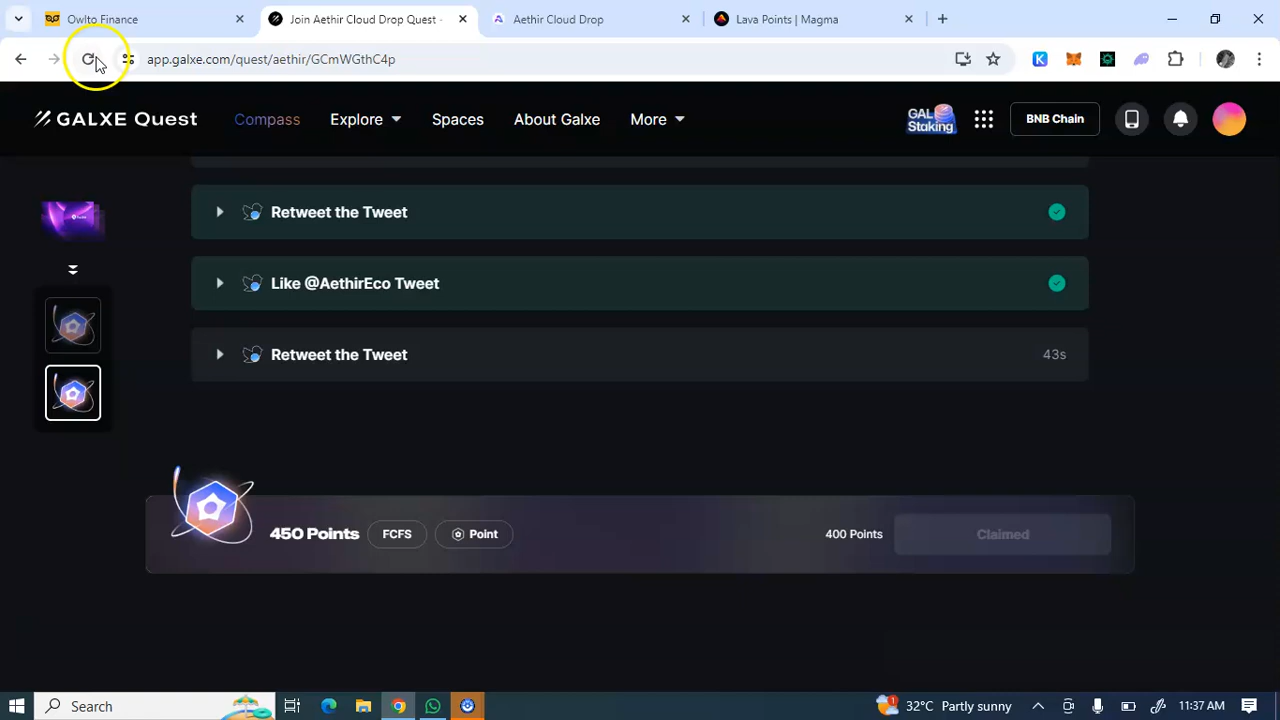 Owlto Finance
Join Aethir Cloud Drop Quest -
Aethir Cloud Drop
Lava Points | Magma
app.galxe.com/quest/aethir/GCmWGthC4p
GALXE Quest
Compass
Explore
Spaces
About Galxe
More
GAL
Staking
BNB Chain
Retweet the Tweet
Like @AethirEco Tweet
Retweet the Tweet
43s
450 Points
FCFS
Point
400 Points
Claimed
Search
1
32°C Partly sunny
11:37 AM